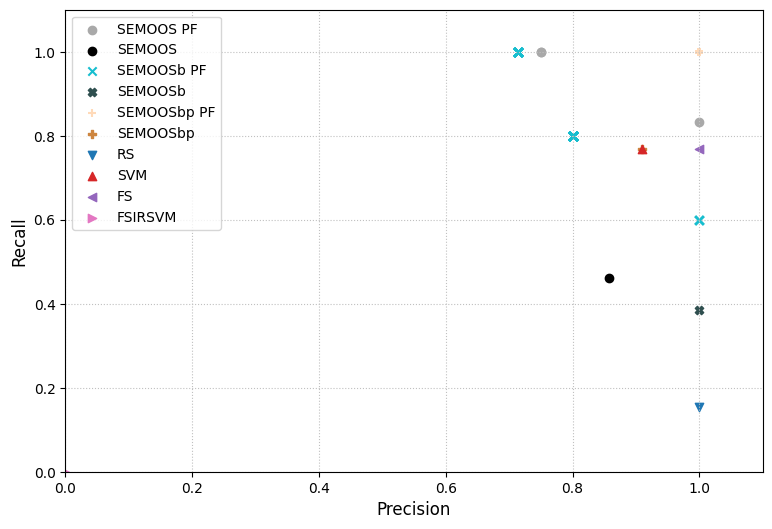 SEMOOS PF
SEMOOS
SEMOOSb PF
SEMOOSb
SEMOOSbp PF
SEMOOSbp
RS
SVM
FS
FSIRSVM
1.0
0.8
0.6
0.4
0.2
0.0
Recall
0.0 0.2 0.4 0.6 0.8 1.0
Precision